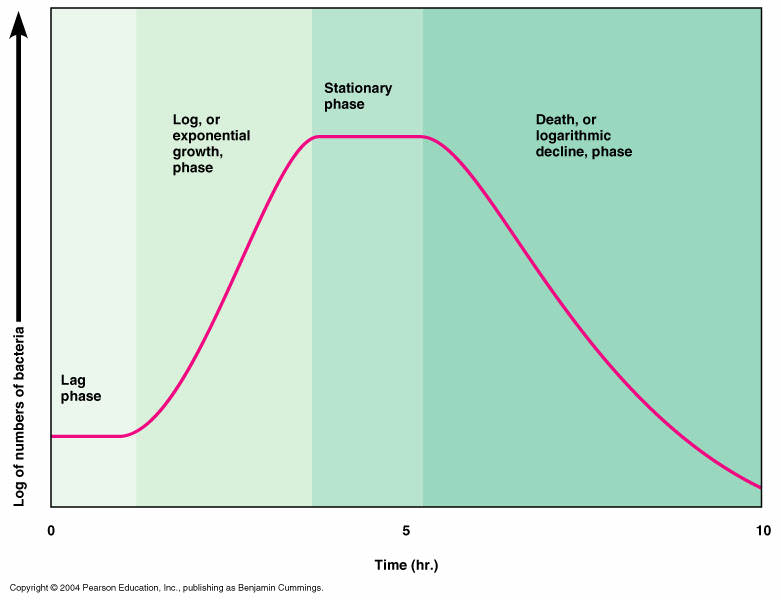 Log of numbers of bacteria
Lag
phase
Log, or
exponential
growth,
phase
Stationary
phase
Death, or
logarithmic
decline, phase
0
5
10
Time (hr.)
Copyright © 2004 Pearson Education, Inc., publishing as Benjamin Cummings.